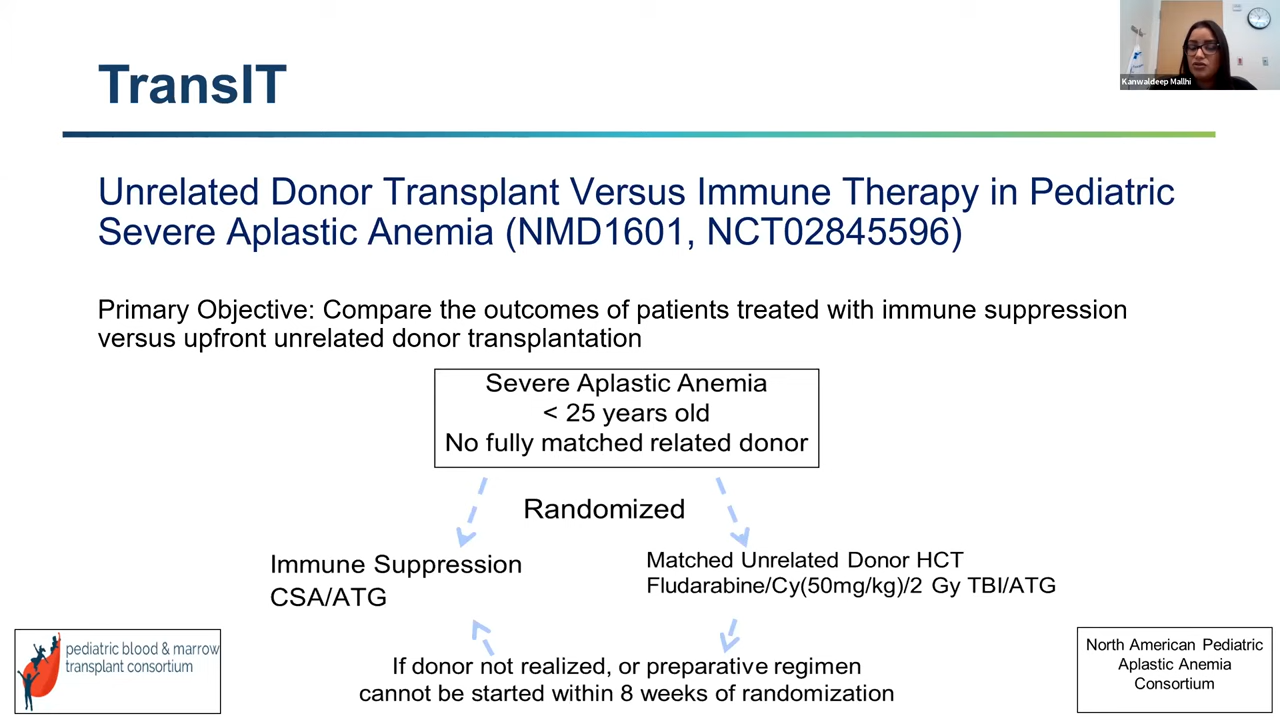 TransIT
Kanwaldeep Mallhi
Unrelated Donor Transplant Versus Immune Therapy in Pediatric
Severe Aplastic Anemia (NMD1601, NCT02845596)
Primary Objective: Compare the outcomes of patients treated with immune suppression
versus upfront unrelated donor transplantation
Severe Aplastic Anemia
< 25 years old
No fully matched related donor
Randomized
Immune Suppression
CSA/ATG
Matched Unrelated Donor HCT
Fludarabine/Cy(50mg/kg)/2 Gy TBI/ATG
If donor not realized, or preparative regimen
cannot be started within 8 weeks of randomization
pediatric blood & marrow
transplant consortium
North American Pediatric
Aplastic Anemia
Consortium